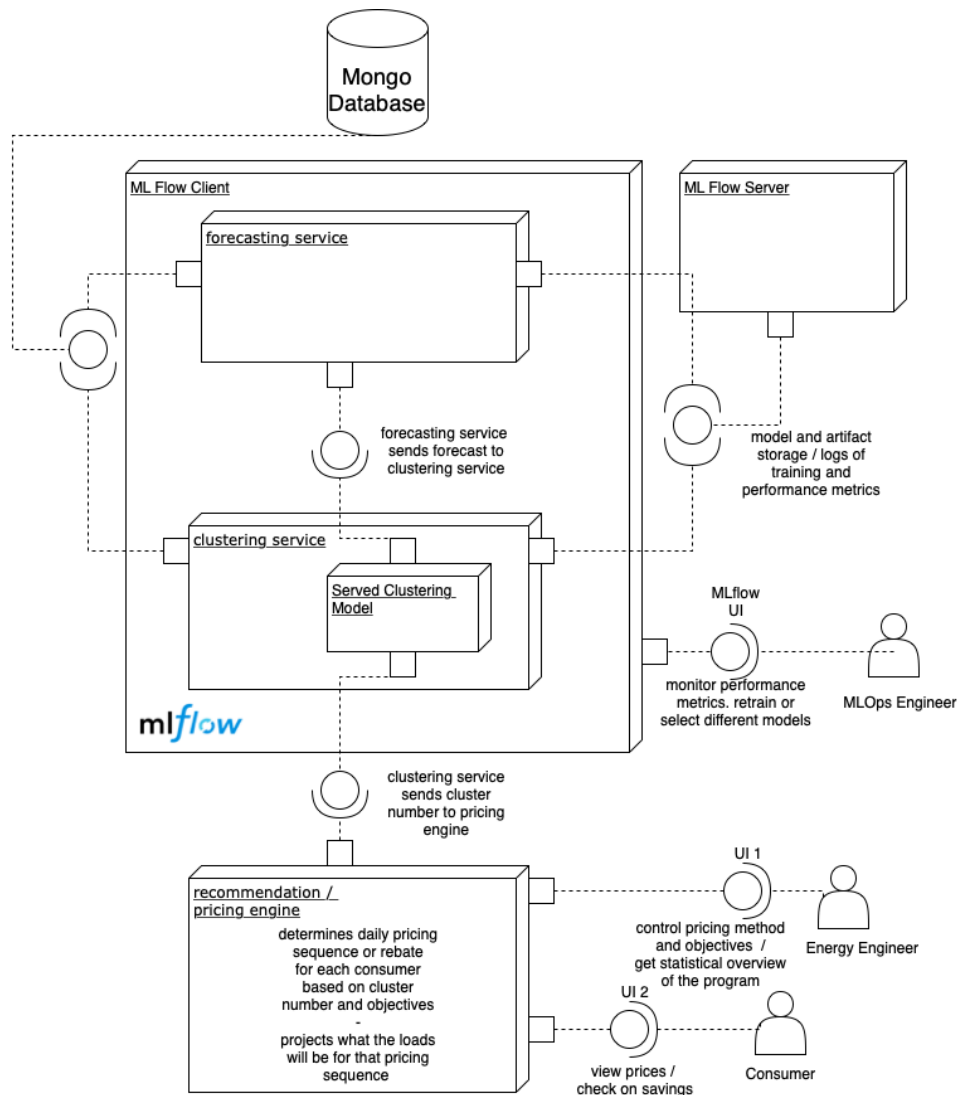 Mongo
Database
ML Flow Client
ML Flow Server
forecasting service
forecasting service
sends forecast to
clustering service
model and artifact
storage / logs of
training and
performance metrics
clustering service
Served Clustering
Model
MLflow
UI
monitor performance
metrics. retrain or
select different models
MLOps Engineer
mlflow
clustering service
sends cluster
number to pricing
engine
recommendation /
pricing engine
determines daily pricing
sequence or rebate
for each consumer
based on cluster
number and objectives
-
projects what the loads
will be for that pricing
sequence
UI 1
control pricing method
and objectives /
get statistical overview
of the program
Energy Engineer
UI 2
view prices /
check on savings
Consumer